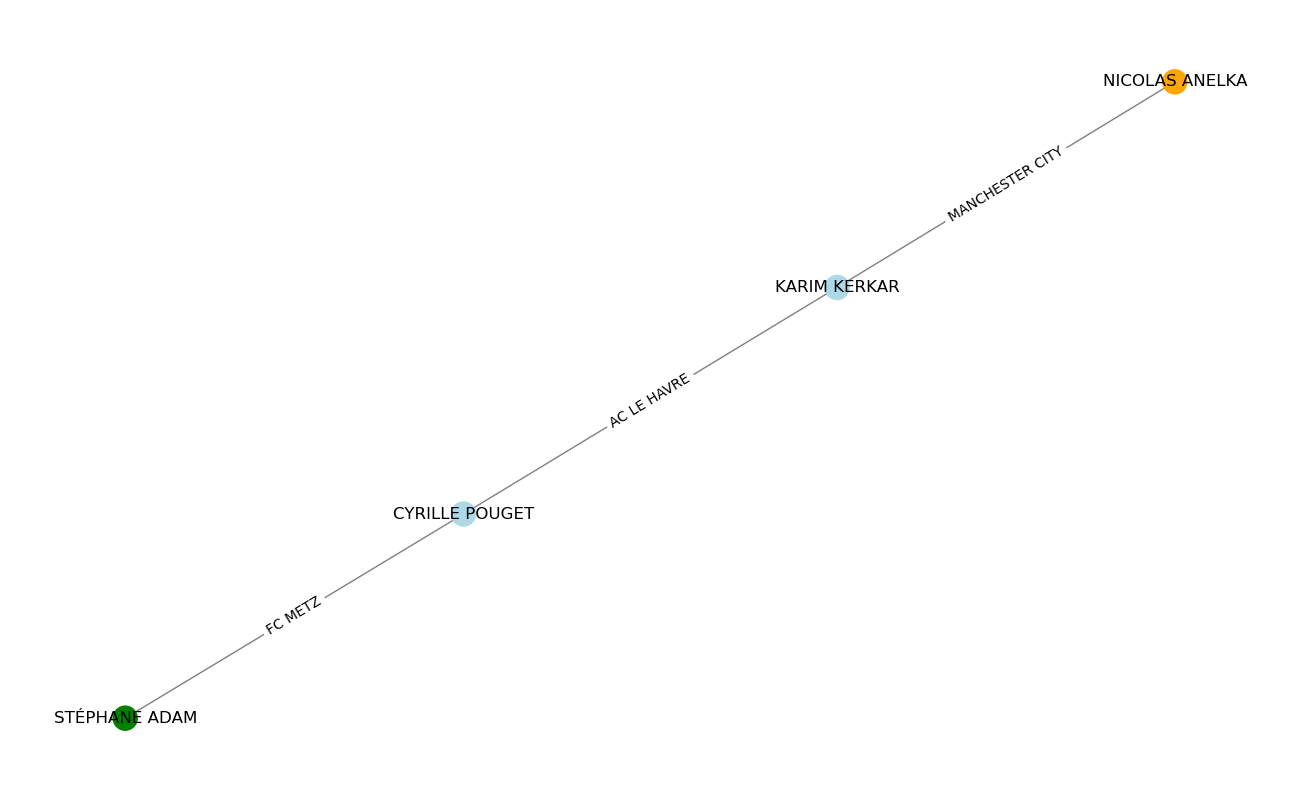 NICOLAS ANELKA
MANCHESTER CITY
KARIM KERKAR
AC LE HAVRE
CYRILLE POUGET
FC METZ
STÉPHANE ADAM